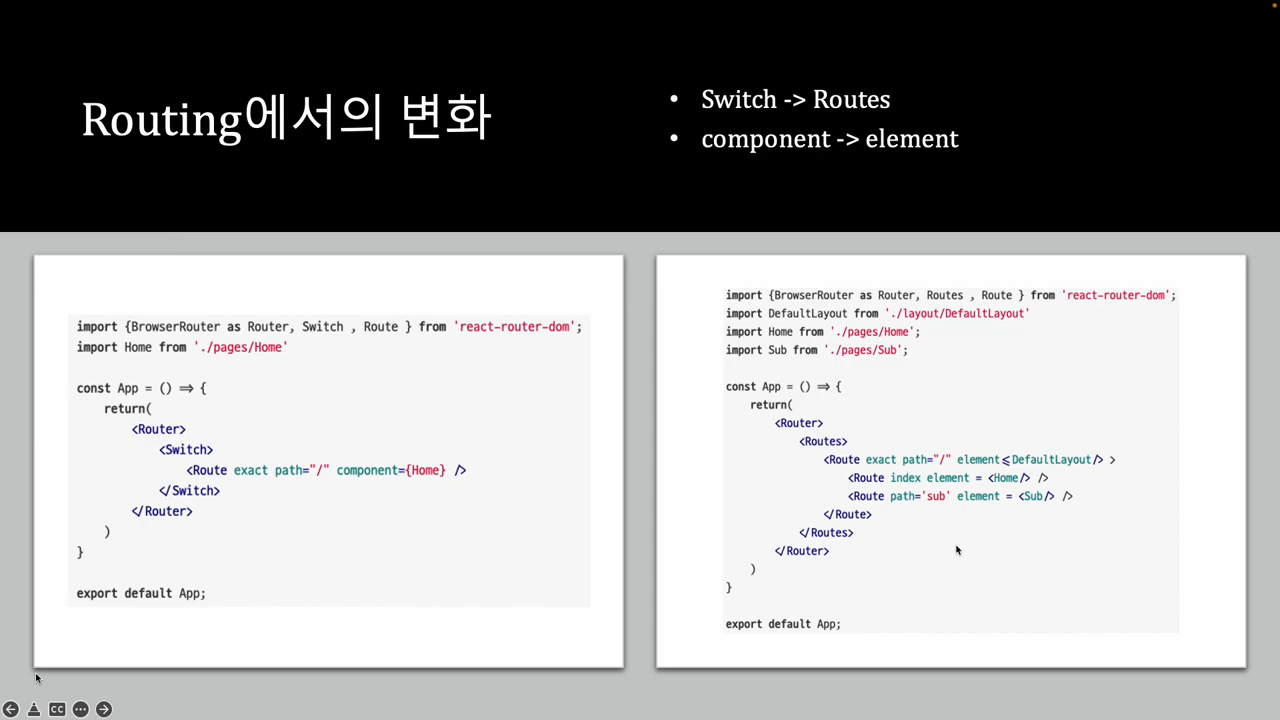 Routing에서의 변화
• Switch -> Routes
• component -> element
import {BrowserRouter as Router, Switch , Route } from 'react-router-dom';
import Home from './pages/Home'
const App = () => {
return(
<Router>
<Switch>
<Route exact path="/" component={Home} />
</Switch>
</Router>
)
}
export default App;
import {BrowserRouter as Router, Routes , Route } from 'react-router-dom';
import DefaultLayout from './layout/DefaultLayout'
import Home from './pages/Home';
import Sub from './pages/Sub';
const App = () => {
return(
<Router>
<Routes>
<Route exact path="/" element=<DefaultLayout/> >
<Route index element = <Home/> />
<Route path='sub' element = <Sub/> />
</Route>
</Routes>
</Router>
)
}
export default App;
CC